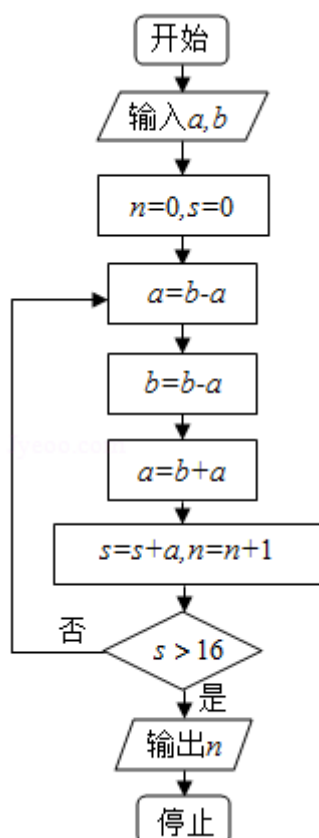 开始
输入a,b
n=0,s=0
a=b-a
b=b-a
a=b+a
s=s+a,n=n+1
s>16
否
是
输出n
停止